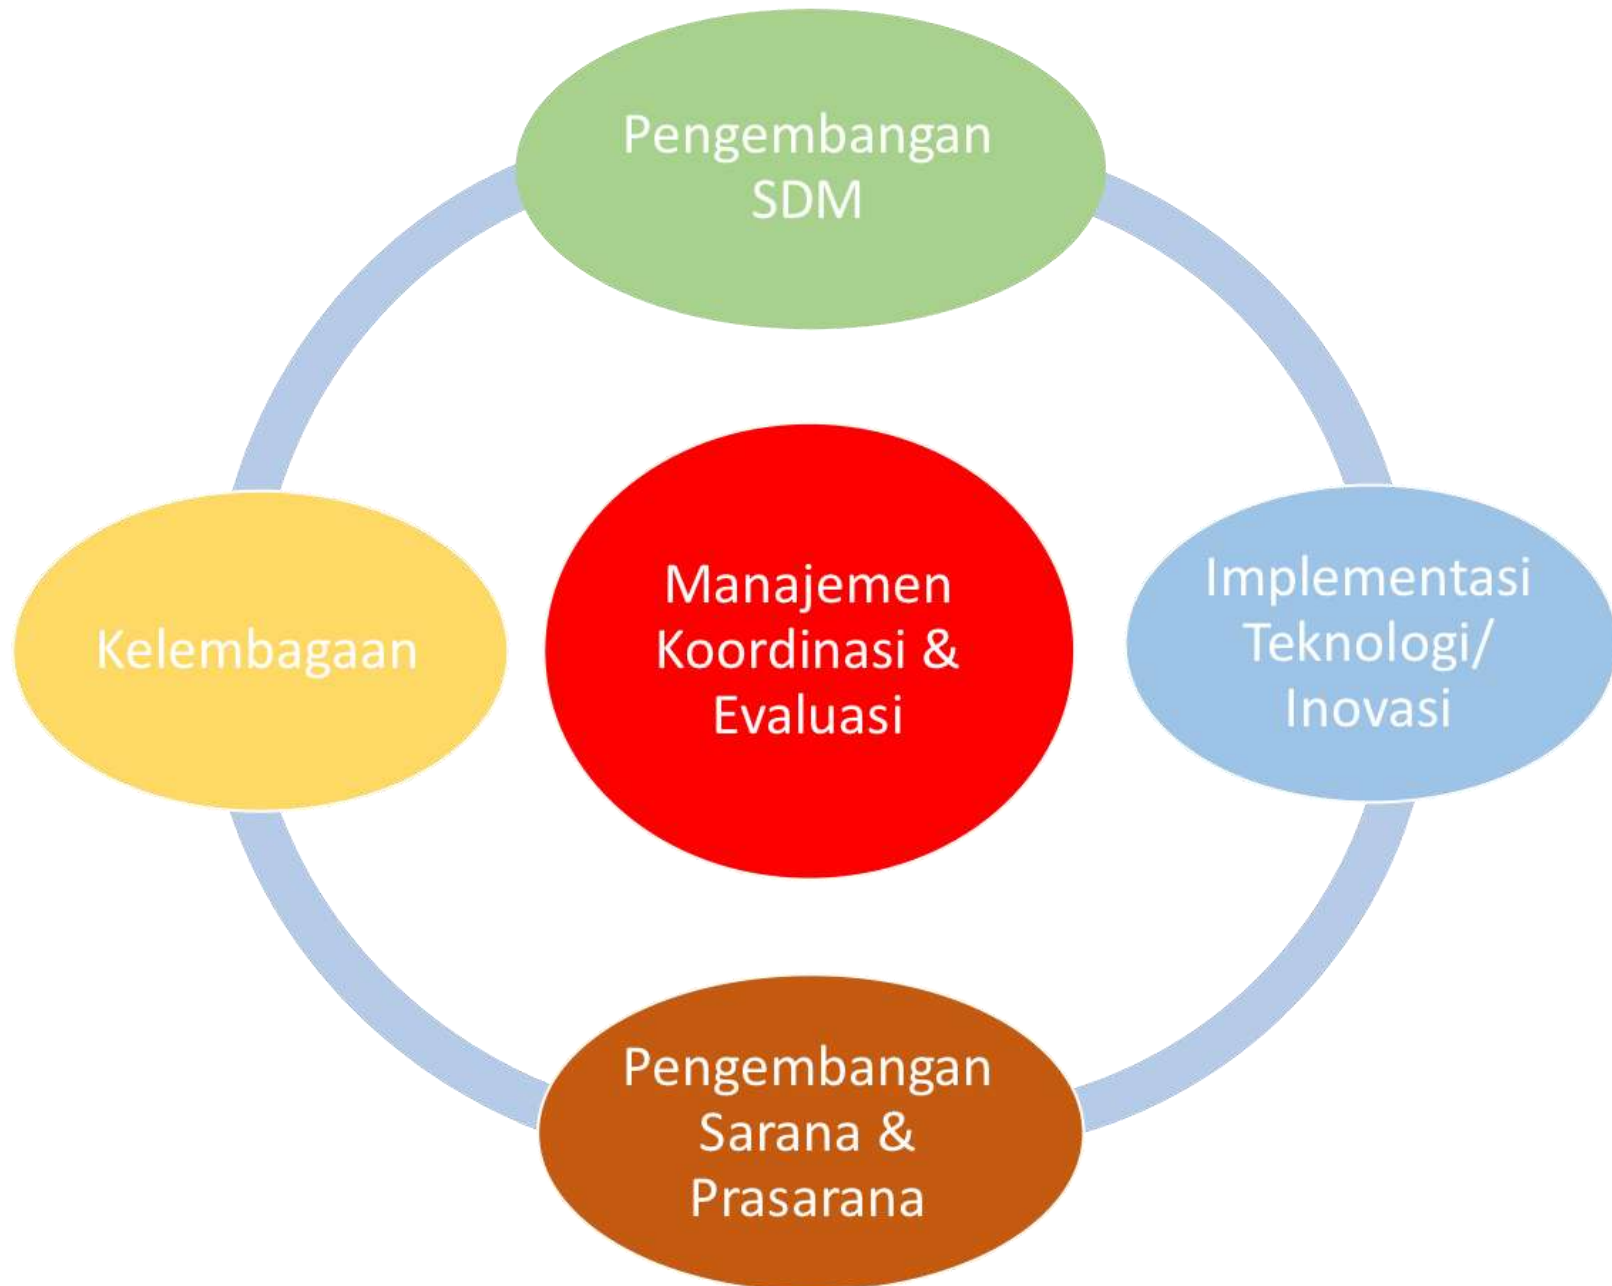 Pengembangan
SDM
Kelembagaan
Manajemen
Koordinasi &
Evaluasi
Implementasi
Teknologi/
Inovasi
Pengembangan
Sarana &
Prasarana